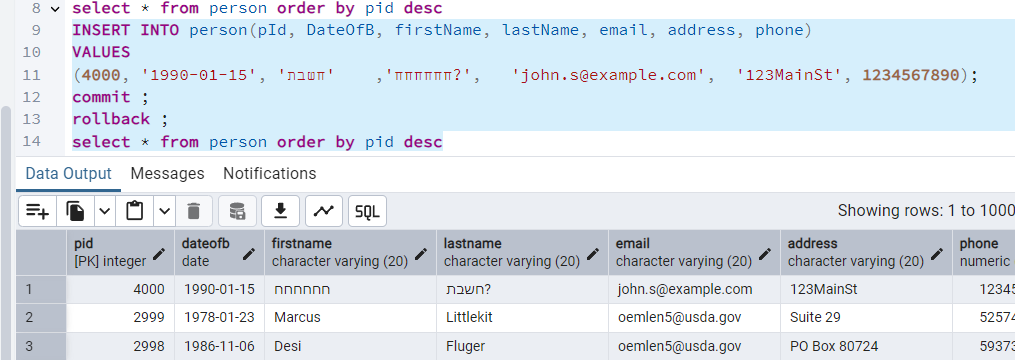 8 select * from person order by pid desc
9 INSERT INTO person(pId, DateOfB, firstName, lastName, email, address, phone)
10 VALUES
11 (4000, '1990-01-15', 'חשבת'   ,'חחחחחח?',   'john.s@example.com',  '123MainSt', 1234567890);
12 commit ;
13 rollback ;
14 select * from person order by pid desc
Data Output Messages Notifications
SQL Showing rows: 1 to 1000
pid dateofb firstname lastname email address phone
[PK] integer date character varying (20) character varying (20) character varying (20) character varying (20) numeric
1 4000 1990-01-15 חחחחחח חשבת? john.s@example.com 123MainSt 12345
2 2999 1978-01-23 Marcus Littlekit oemlen5@usda.gov Suite 29 52574
3 2998 1986-11-06 Desi Fluger oemlen5@usda.gov PO Box 80724 59373